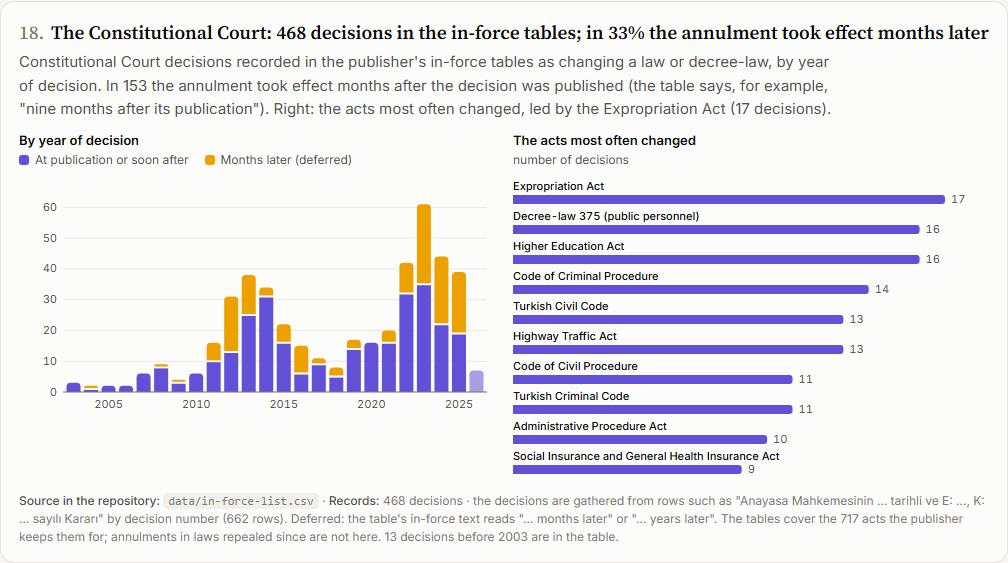 18. The Constitutional Court: 468 decisions in the in-force tables; in 33% the annulment took effect months later
Constitutional Court decisions recorded in the publisher's in-force tables as changing a law or decree-law, by year
of decision. In 153 the annulment took effect months after the decision was published (the table says, for example,
"nine months after its publication"). Right: the acts most often changed, led by the Expropriation Act (17 decisions).
By year of decision
At publication or soon after
Months later (deferred)
60
50
40
30
20
10
0
2005
2010
2015
2020
2025
The acts most often changed
number of decisions
Expropriation Act
17
Decree-law 375 (public personnel)
16
Higher Education Act
16
Code of Criminal Procedure
14
Turkish Civil Code
13
Highway Traffic Act
13
Code of Civil Procedure
11
Turkish Criminal Code
11
Administrative Procedure Act
10
Social Insurance and General Health Insurance Act
9
Source in the repository: data/in-force-list.csv · Records: 468 decisions · the decisions are gathered from rows such as "Anayasa Mahkemesinin ... tarihli ve E: ..., K:
... sayılı Kararı" by decision number (662 rows). Deferred: the table's in-force text reads "... months later" or "... years later". The tables cover the 717 acts the publisher
keeps them for; annulments in laws repealed since are not here. 13 decisions before 2003 are in the table.